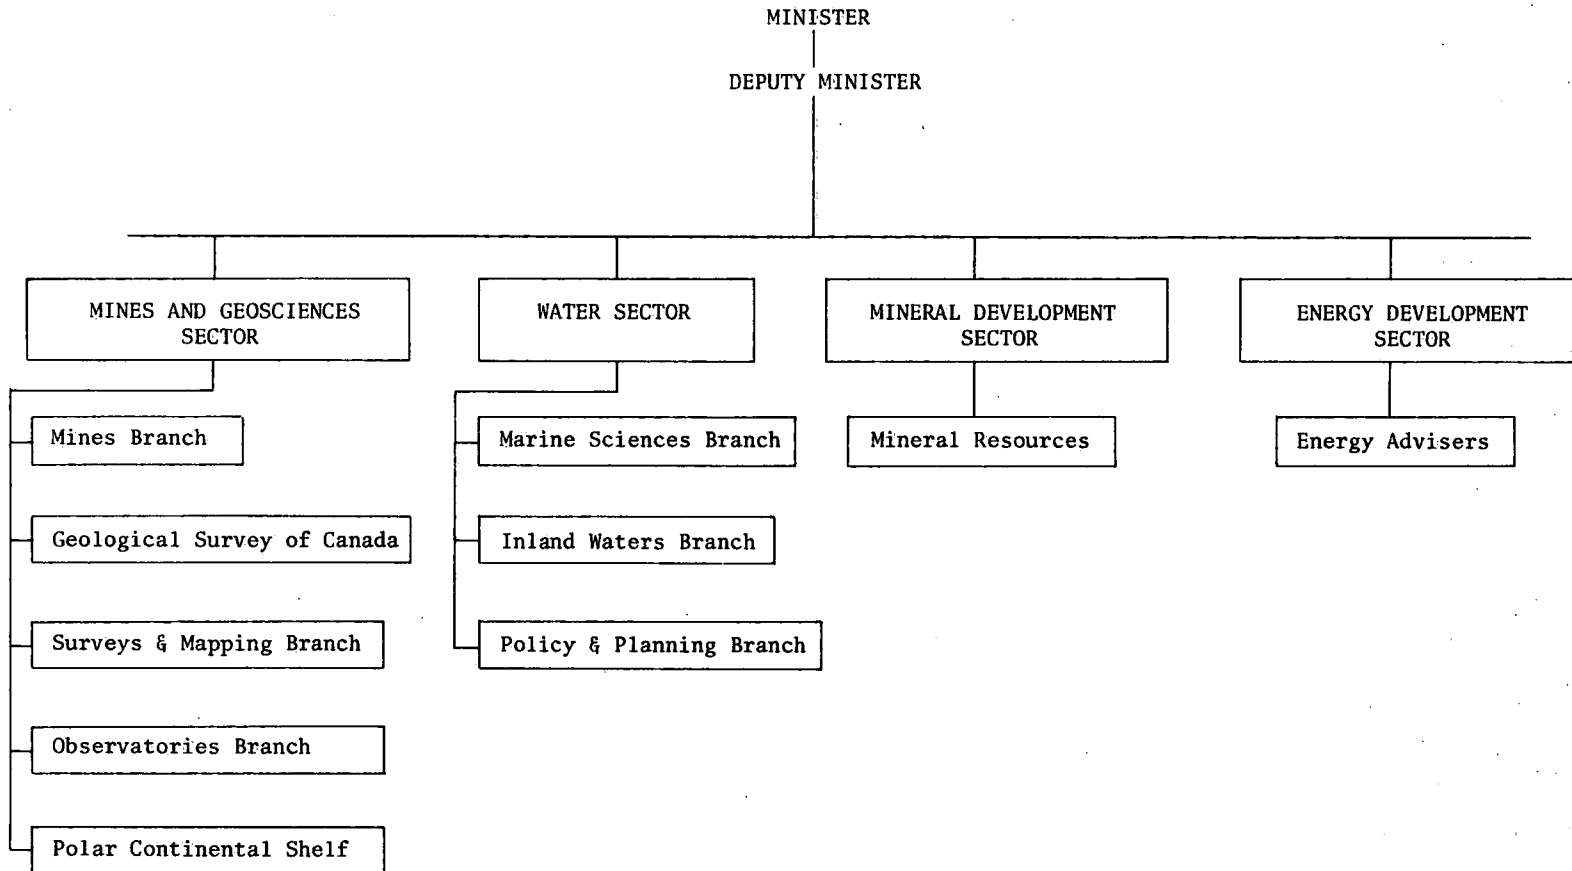 MINISTER
DEPUTY MINISTER
MINES AND GEOSCIENCES
SECTOR
WATER SECTOR
MINERAL DEVELOPMENT
SECTOR
ENERGY DEVELOPMENT
SECTOR
Mines Branch
Geological Survey of Canada
Surveys & Mapping Branch
Observatories Branch
Polar Continental Shelf
Marine Sciences Branch
Inland Waters Branch
Policy & Planning Branch
Mineral Resources
Energy Advisers